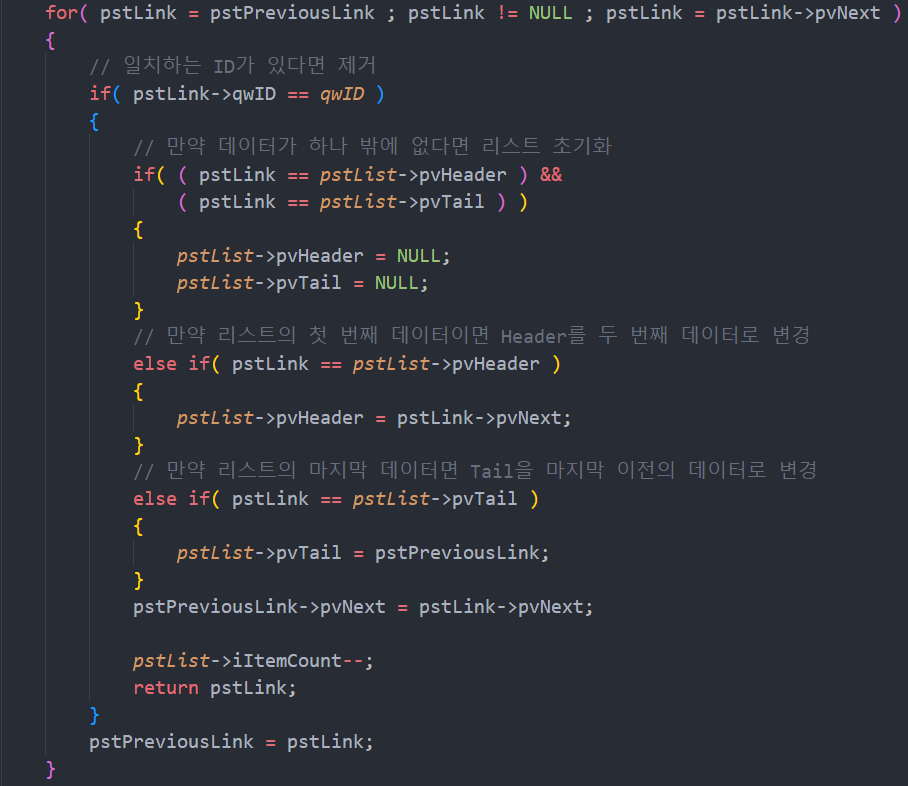 for( pstLink = pstPreviousLink ; pstLink != NULL ; pstLink = pstLink->pvNext )
{
    // 일치하는 ID가 있다면 제거
    if( pstLink->qwID == qwID )
    {
        // 만약 데이터가 하나 밖에 없다면 리스트 초기화
        if( ( pstLink == pstList->pvHeader ) &&
            ( pstLink == pstList->pvTail ) )
        {
            pstList->pvHeader = NULL;
            pstList->pvTail = NULL;
        }
        // 만약 리스트의 첫 번째 데이터이면 Header를 두 번째 데이터로 변경
        else if( pstLink == pstList->pvHeader )
        {
            pstList->pvHeader = pstLink->pvNext;
        }
        // 만약 리스트의 마지막 데이터면 Tail을 마지막 이전의 데이터로 변경
        else if( pstLink == pstList->pvTail )
        {
            pstList->pvTail = pstPreviousLink;
        }
        pstPreviousLink->pvNext = pstLink->pvNext;

        pstList->iItemCount--;
        return pstLink;
    }
    pstPreviousLink = pstLink;
}